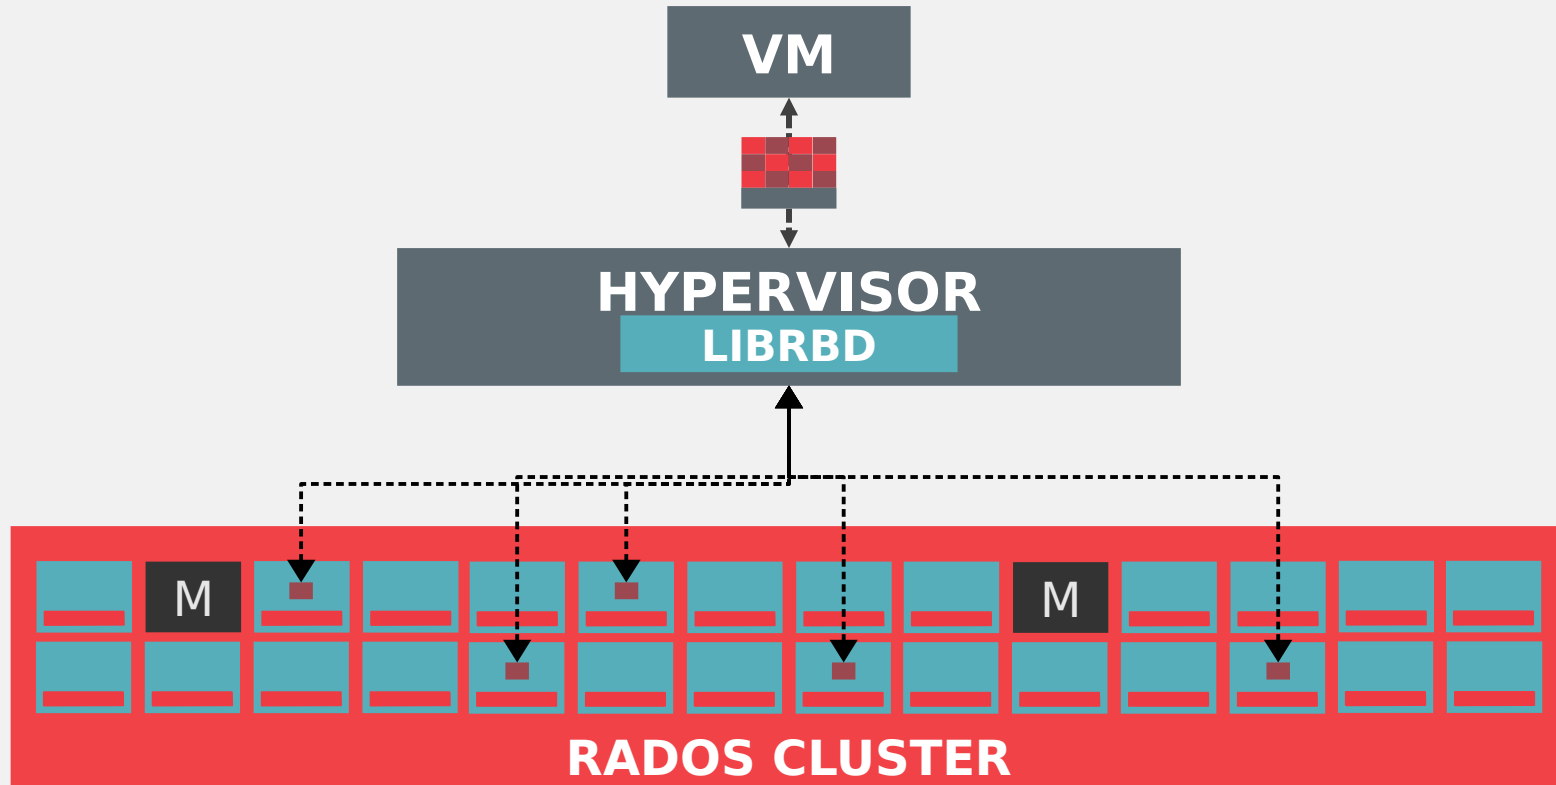 VM
HYPERVISOR
LIBRBD
M
M
RADOS CLUSTER